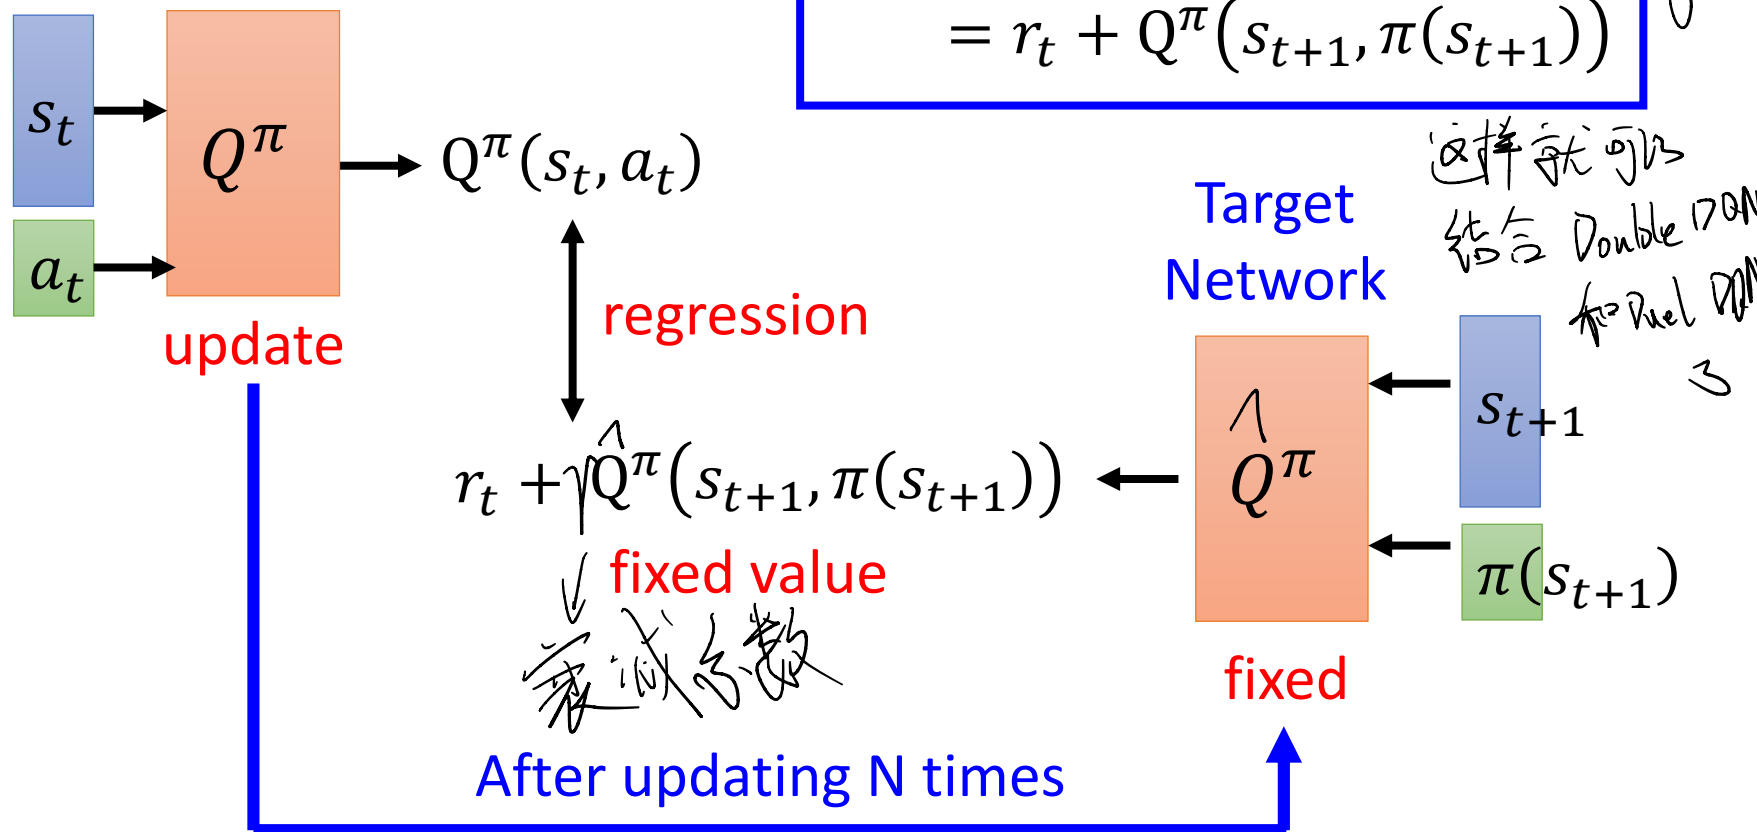 = r_t + Q^π(s_{t+1}, π(s_{t+1}))
s_t
a_t
Q^π
Q^π(s_t, a_t)
update
regression
Target
Network
这样就可以
结合 Double DQN
和 Duel DQN
了
r_t + γQ̂^π(s_{t+1}, π(s_{t+1}))
fixed value
衰减系数
Q̂^π
s_{t+1}
π(s_{t+1})
fixed
After updating N times